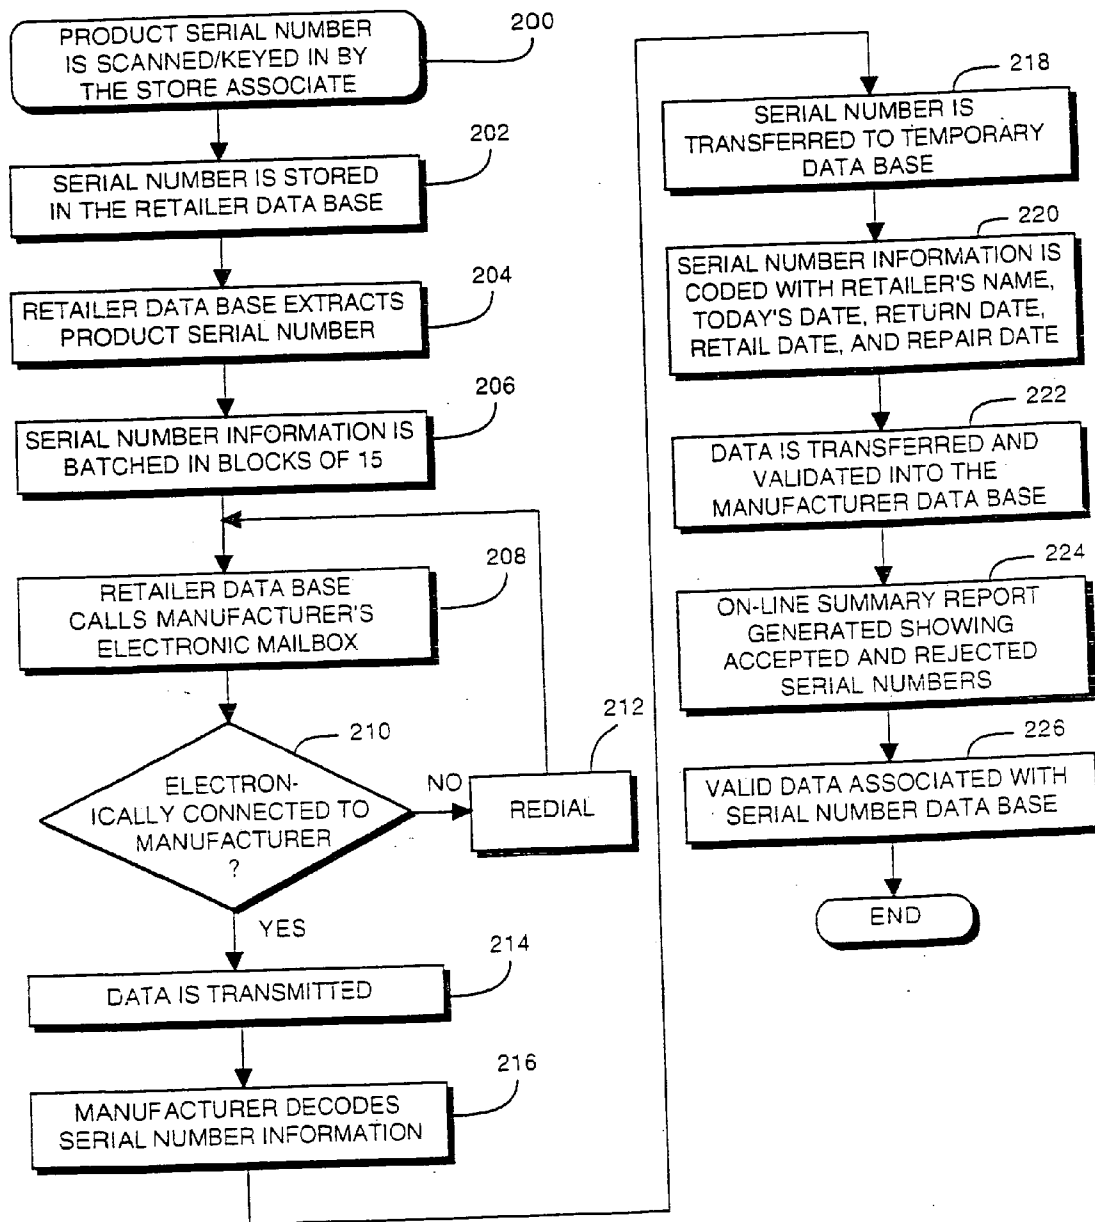 PRODUCT SERIAL NUMBER
IS SCANNED/KEYED IN BY
THE STORE ASSOCIATE
200
SERIAL NUMBER IS STORED
IN THE RETAILER DATA BASE
202
RETAILER DATA BASE EXTRACTS
PRODUCT SERIAL NUMBER
204
SERIAL NUMBER INFORMATION IS
BATCHED IN BLOCKS OF 15
206
RETAILER DATA BASE
CALLS MANUFACTURER'S
ELECTRONIC MAILBOX
208
ELECTRON-
ICALLY CONNECTED TO
MANUFACTURER
?
210
NO
REDIAL
212
YES
DATA IS TRANSMITTED
214
MANUFACTURER DECODES
SERIAL NUMBER INFORMATION
216
SERIAL NUMBER IS
TRANSFERRED TO TEMPORARY
DATA BASE
218
SERIAL NUMBER INFORMATION IS
CODED WITH RETAILER'S NAME,
TODAY'S DATE, RETURN DATE,
RETAIL DATE, AND REPAIR DATE
220
DATA IS TRANSFERRED AND
VALIDATED INTO THE
MANUFACTURER DATA BASE
222
ON-LINE SUMMARY REPORT
GENERATED SHOWING
ACCEPTED AND REJECTED
SERIAL NUMBERS
224
VALID DATA ASSOCIATED WITH
SERIAL NUMBER DATA BASE
226
END